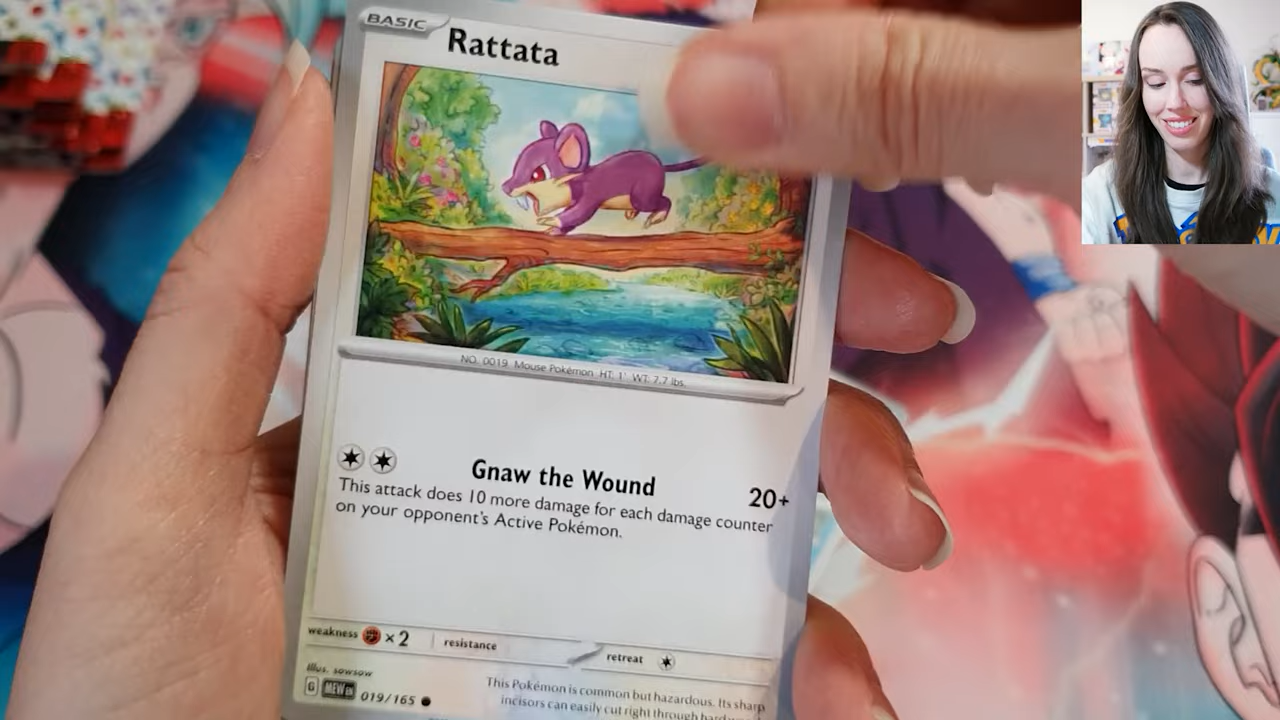 BASIC
Rattata
NO. 0019 Mouse Pokémon HT: 1' WT: 7.7 lbs.
Gnaw the Wound 20+
This attack does 10 more damage for each damage counter
on your opponent's Active Pokémon.
weakness ×2 resistance retreat
Illus. sowsow
G MEW EN 019/165
This Pokémon is common but hazardous. Its sharp
incisors can easily cut right through